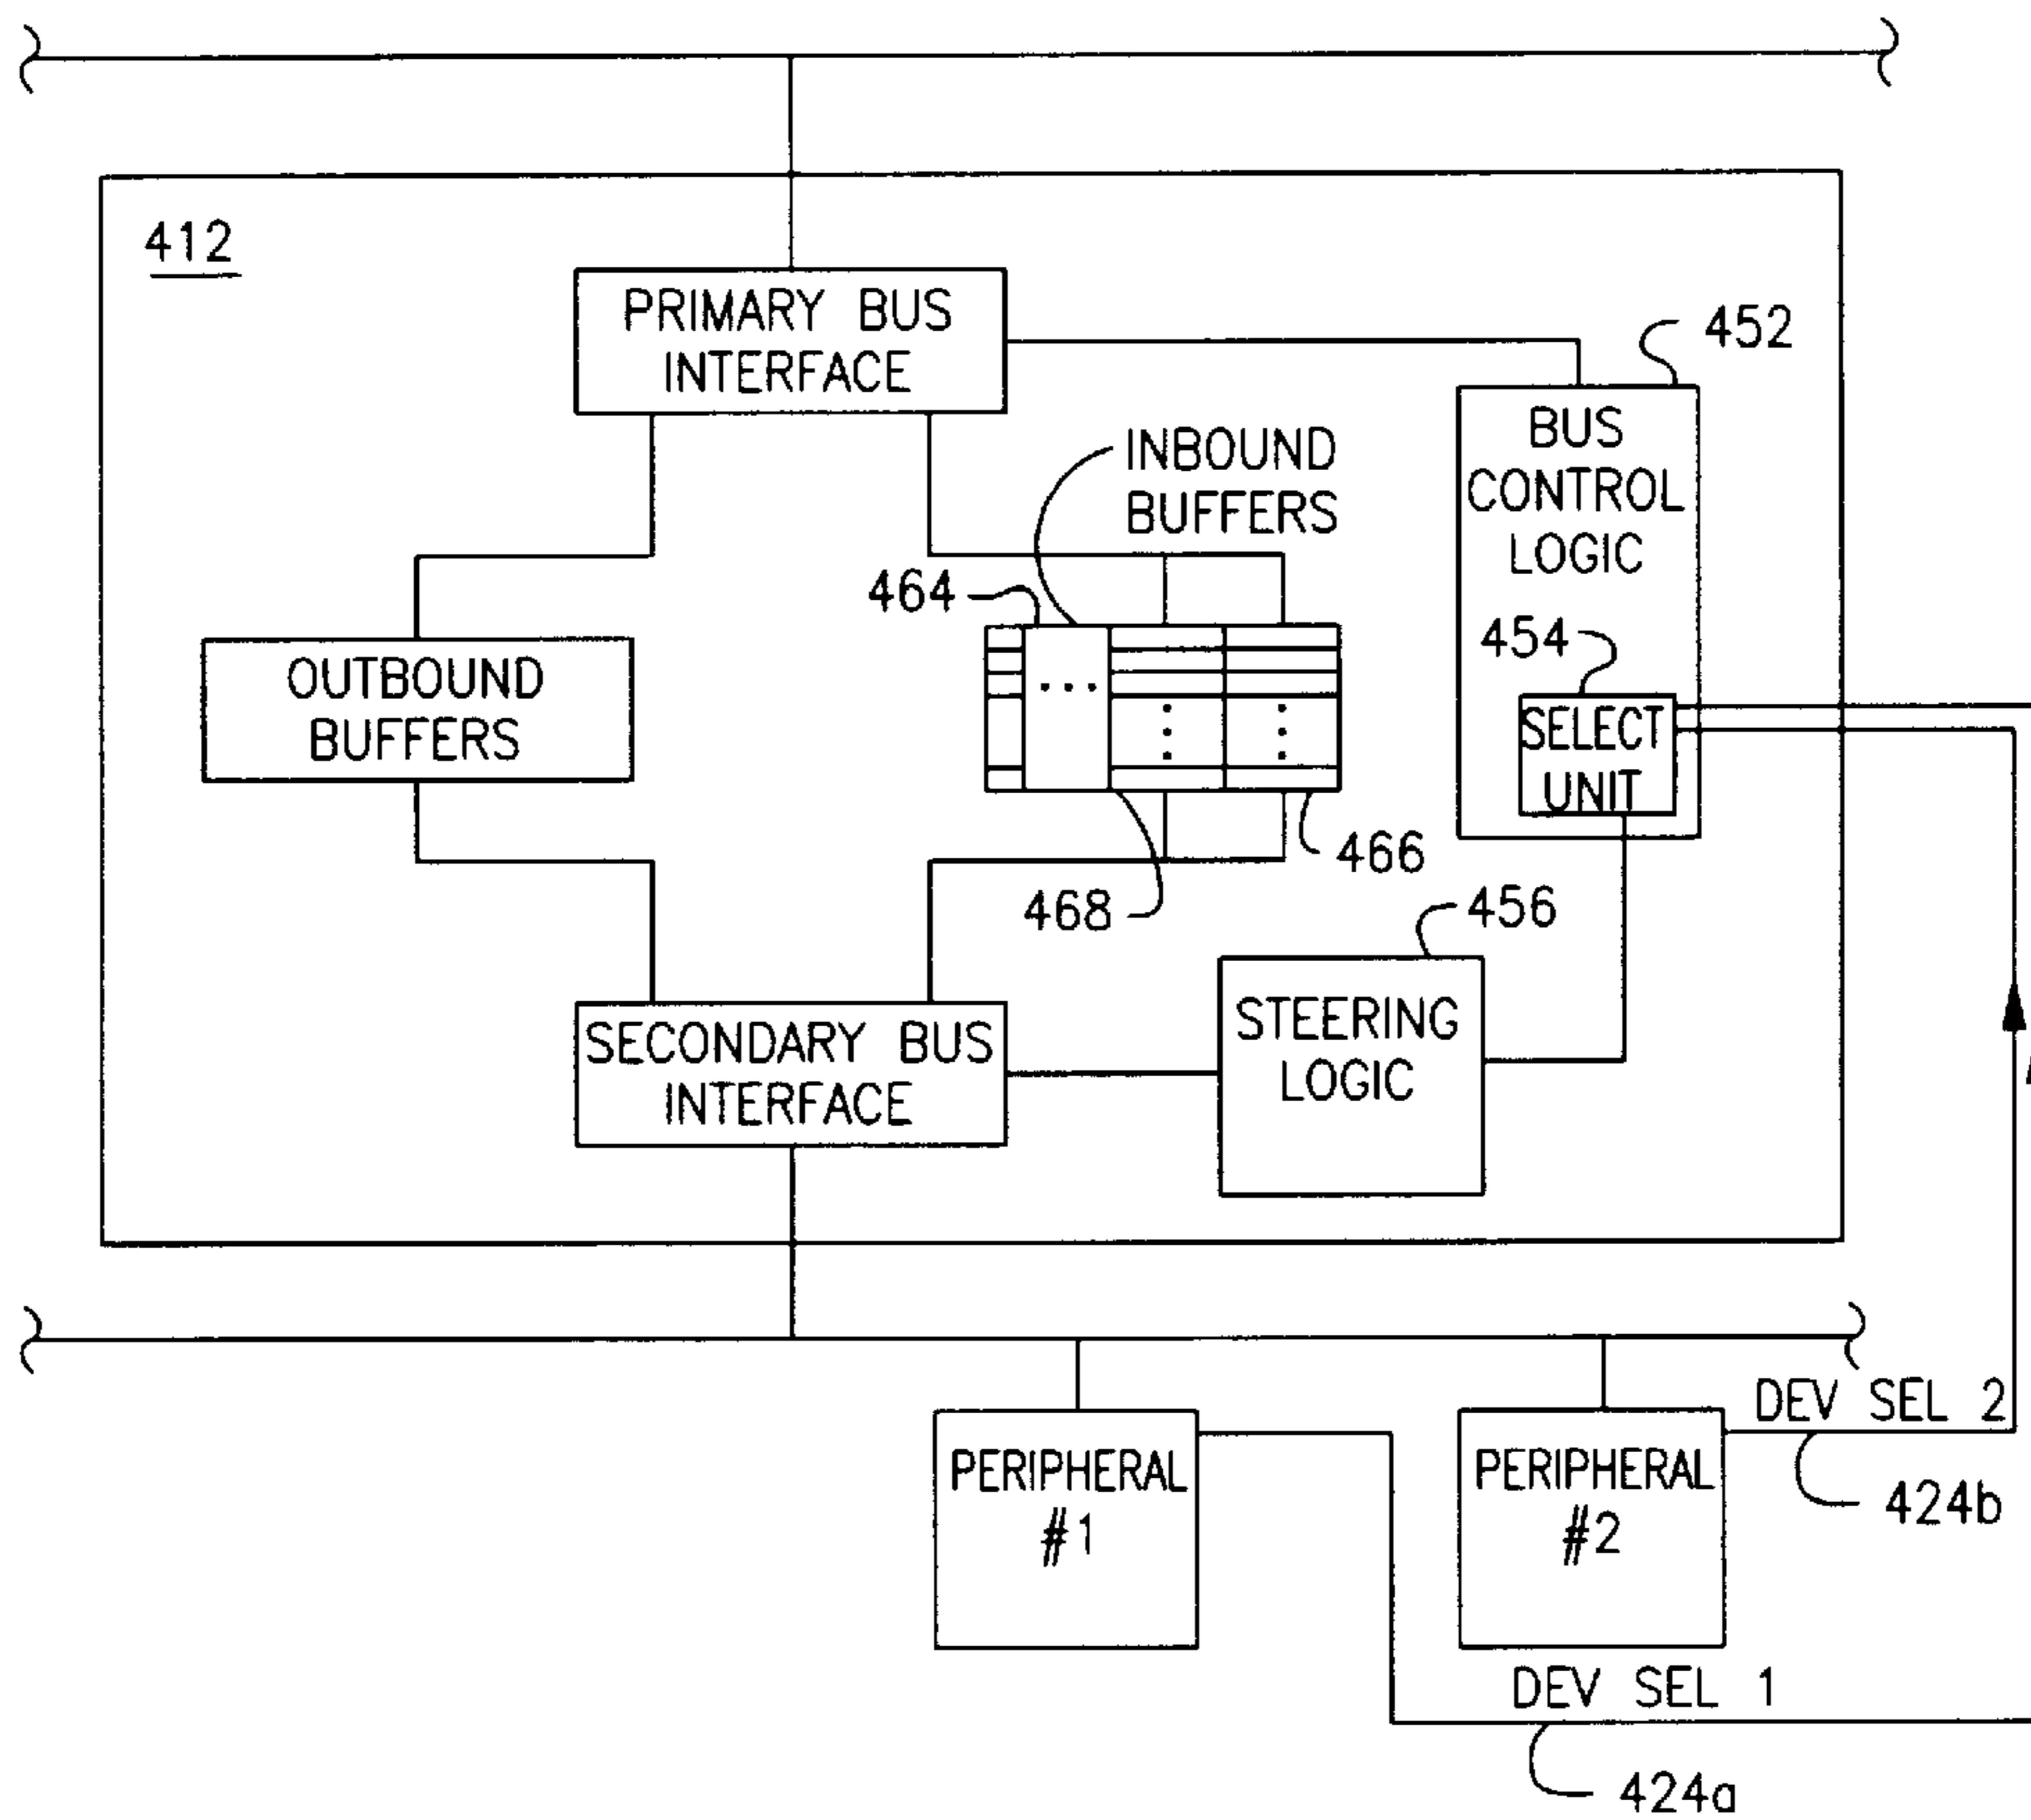 412
PRIMARY BUS
INTERFACE
452
BUS
CONTROL
LOGIC
INBOUND
BUFFERS
464
454
SELECT
UNIT
OUTBOUND
BUFFERS
466
468
456
STEERING
LOGIC
SECONDARY BUS
INTERFACE
DEV SEL 2
PERIPHERAL
#1
PERIPHERAL
#2
424b
DEV SEL 1
424a